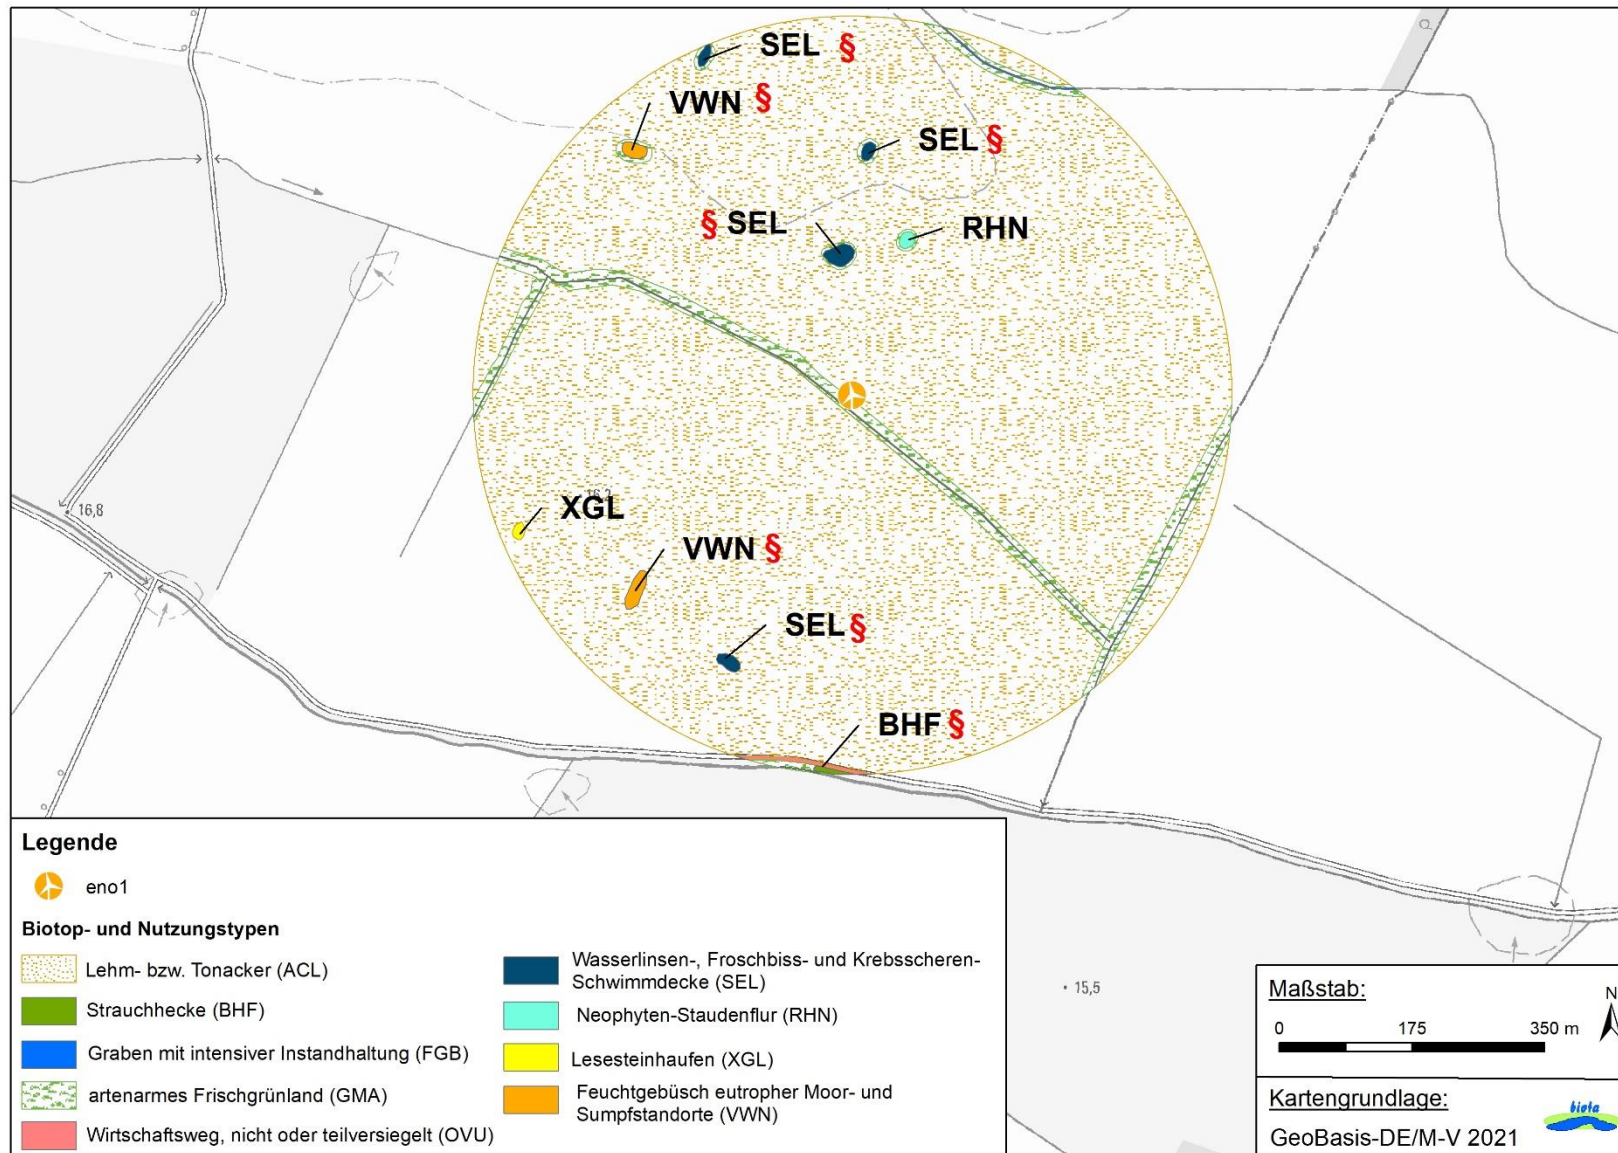 SEL §
VWN §
SEL §
§ SEL
RHN
16,8
16,2
XGL
VWN §
SEL §
BHF §
15,5
Legende
eno1
Biotop- und Nutzungstypen
Lehm- bzw. Tonacker (ACL)
Strauchhecke (BHF)
Graben mit intensiver Instandhaltung (FGB)
artenarmes Frischgrünland (GMA)
Wirtschaftsweg, nicht oder teilversiegelt (OVU)
Wasserlinsen-, Froschbiss- und Krebsscheren-
Schwimmdecke (SEL)
Neophyten-Staudenflur (RHN)
Lesesteinhaufen (XGL)
Feuchtgebüsch eutropher Moor- und
Sumpfstandorte (VWN)
Maßstab:
N
0 175 350 m
Kartengrundlage:
GeoBasis-DE/M-V 2021
biota